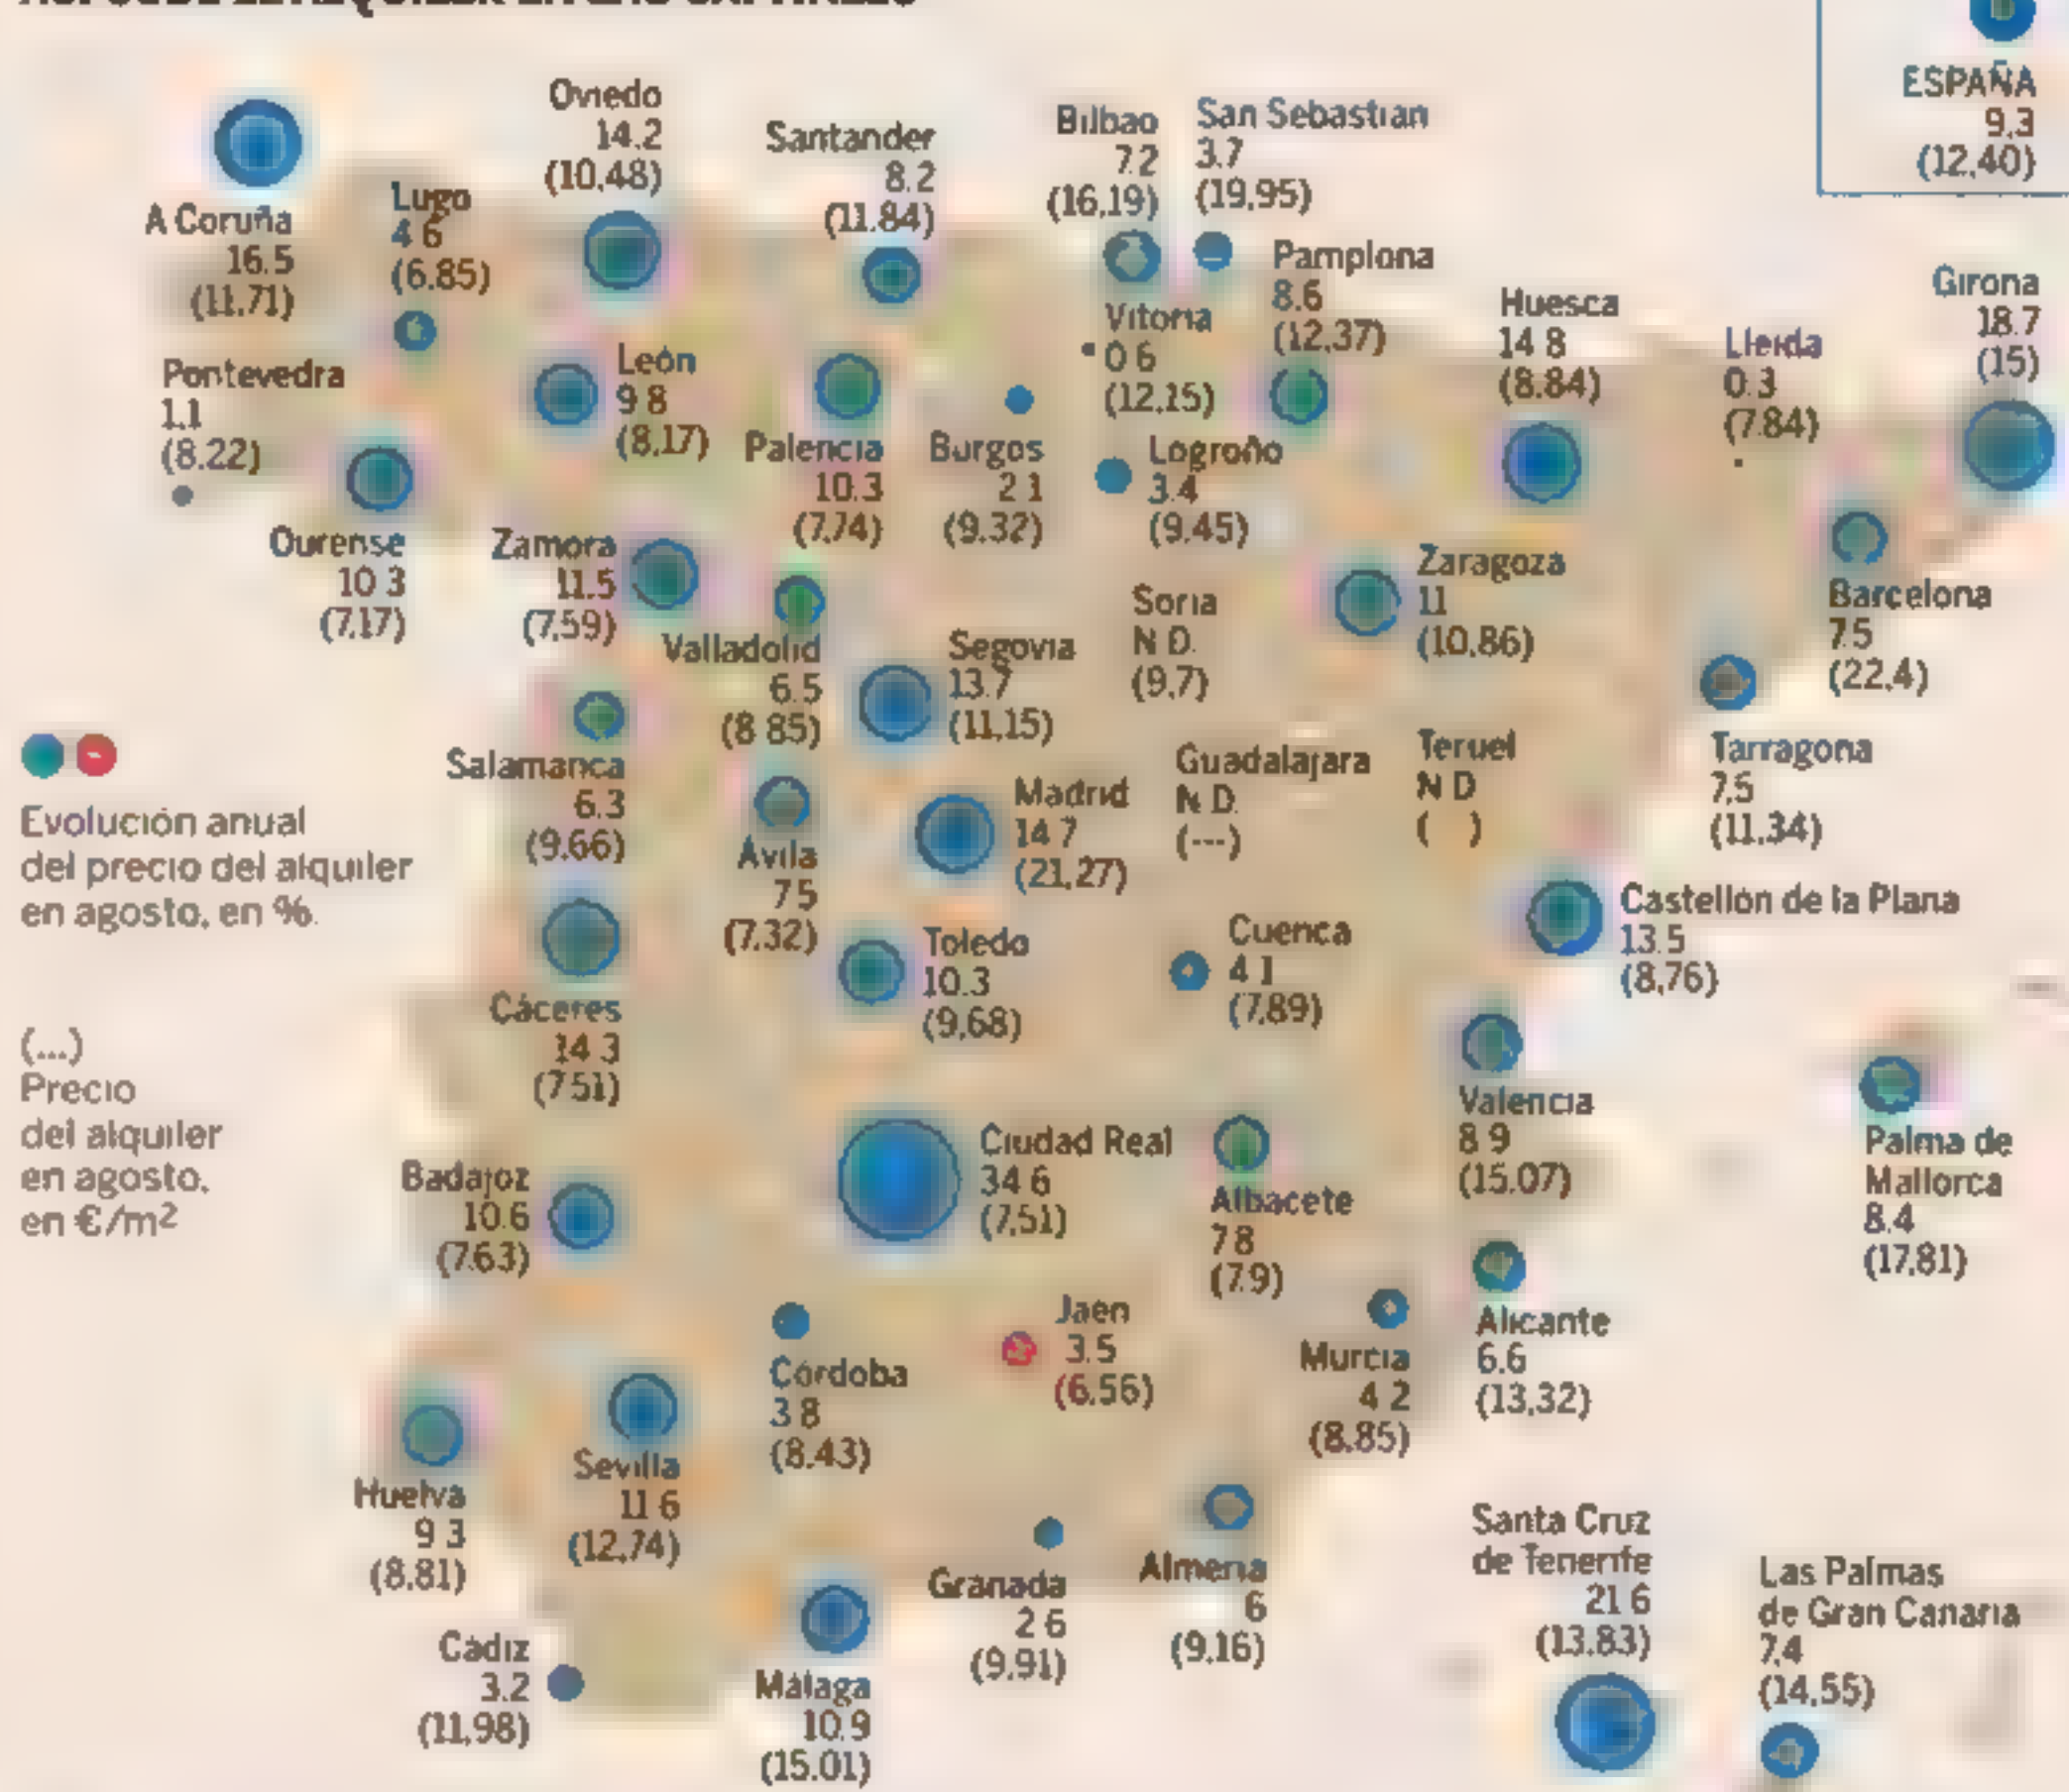 ESPAÑA
9,3
(12,40)
Oviedo
14.2
(10,48)
Santander
8.2
(11.84)
Bilbao
7.2
(16,19)
San Sebastian
3.7
(19,95)
A Coruña
16.5
(11,71)
Lugo
4 6
(6.85)
Pamplona
8.6
(12,37)
Huesca
14 8
(8.84)
Lleida
0.3
(7.84)
Girona
18.7
(15)
Pontevedra
1.1
(8.22)
León
9 8
(8,17)
Vitoria
0 6
(12,15)
Palencia
10.3
(7,74)
Burgos
2 1
(9.32)
Logroño
3.4
(9.45)
Ourense
10 3
(7,17)
Zamora
11.5
(7,59)
Valladolid
6.5
(8 85)
Segovia
13.7
(11,15)
Soria
N D.
(9,7)
Zaragoza
11
(10,86)
Barcelona
7.5
(22,4)
Salamanca
6.3
(9.66)
Avila
7 5
(7.32)
Madrid
14 7
(21,27)
Guadalajara
N D.
(---)
Teruel
N D
( )
Tarragona
7,5
(11,34)
Evolución anual
del precio del alquiler
en agosto, en %.
Cáceres
14 3
(7 51)
Toledo
10.3
(9,68)
Cuenca
4 1
(7,89)
Castellon de la Plana
13.5
(8,76)
(...)
Precio
del alquiler
en agosto,
en €/m2
Badajoz
10.6
(7.63)
Ciudad Real
34 6
(7,51)
Albacete
7 8
(7.9)
Valencia
8 9
(15.07)
Palma de
Mallorca
8.4
(17,81)
Córdoba
3 8
(8.43)
Jaen
3.5
(6.56)
Murcia
4 2
(8.85)
Alicante
6.6
(13,32)
Huelva
9 3
(8.81)
Sevilla
11 6
(12,74)
Cádiz
3.2
(11,98)
Málaga
10.9
(15.01)
Granada
2 6
(9.91)
Almeria
6
(9,16)
Santa Cruz
de Tenerife
21 6
(13.83)
Las Palmas
de Gran Canaria
7,4
(14,55)